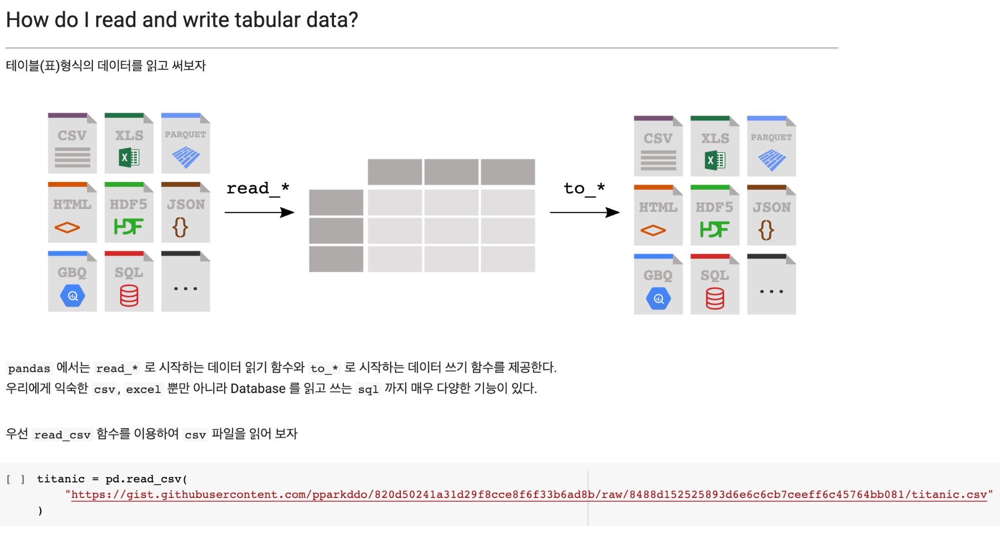 How do I read and write tabular data?
테이블(표)형식의 데이터를 읽고 써보자
CSV XLS PARQUET
HTML HDF5 JSON
HDF {}
GBQ SQL ...
read_*
to_*
CSV XLS PARQUET
HTML HDF5 JSON
HDF {}
GBQ SQL ...
pandas 에서는 read_* 로 시작하는 데이터 읽기 함수와 to_* 로 시작하는 데이터 쓰기 함수를 제공한다.
우리에게 익숙한 csv, excel 뿐만 아니라 Database 를 읽고 쓰는 sql 까지 매우 다양한 기능이 있다.
우선 read_csv 함수를 이용하여 csv 파일을 읽어 보자
[ ] titanic = pd.read_csv(
"https://gist.githubusercontent.com/pparkddo/820d50241a31d29f8cce8f6f33b6ad8b/raw/8488d152525893d6e6c6cb7ceeff6c45764bb081/titanic.csv"
)